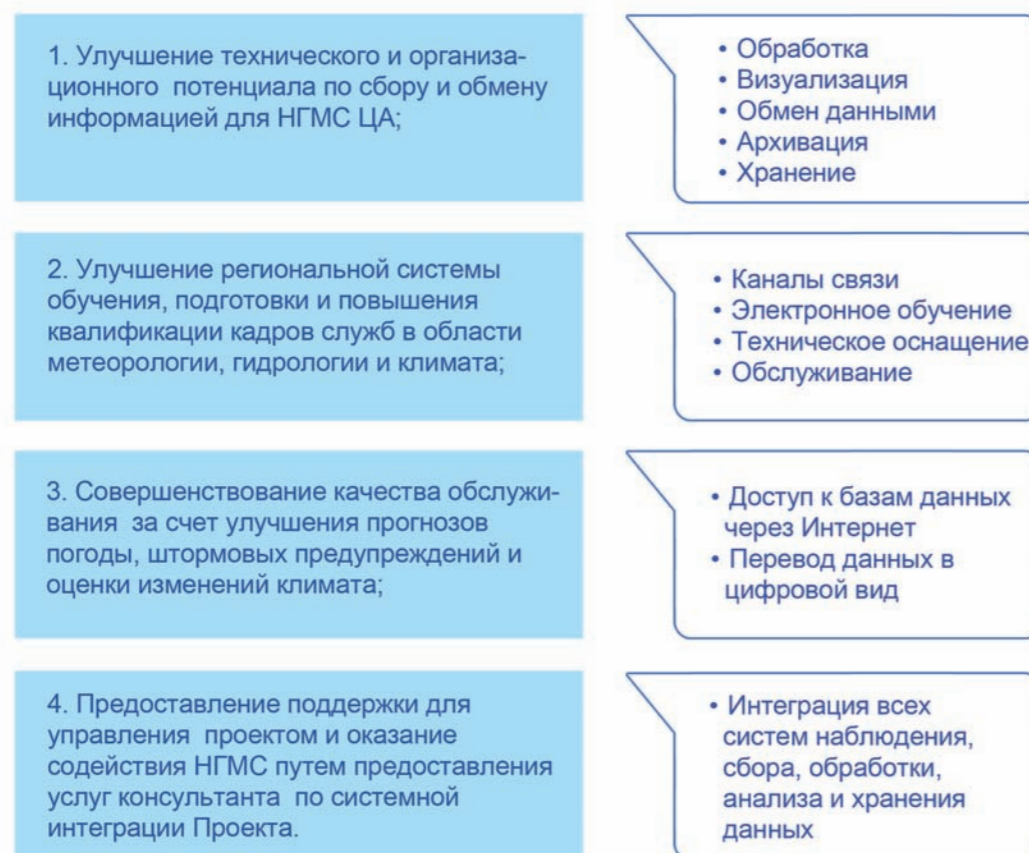 1. Улучшение технического и организа-
ционного потенциала по сбору и обмену
информацией для НГМС ЦА;
• Обработка
• Визуализация
• Обмен данными
• Архивация
• Хранение
2. Улучшение региональной системы
обучения, подготовки и повышения
квалификации кадров служб в области
метеорологии, гидрологии и климата;
• Каналы связи
• Электронное обучение
• Техническое оснащение
• Обслуживание
3. Совершенствование качества обслужи-
вания за счет улучшения прогнозов
погоды, штормовых предупреждений и
оценки изменений климата;
• Доступ к базам данных
через Интернет
• Перевод данных в
цифровой вид
4. Предоставление поддержки для
управления проектом и оказание
содействия НГМС путем предоставления
услуг консультанта по системной
интеграции Проекта.
• Интеграция всех
систем наблюдения,
сбора, обработки,
анализа и хранения
данных